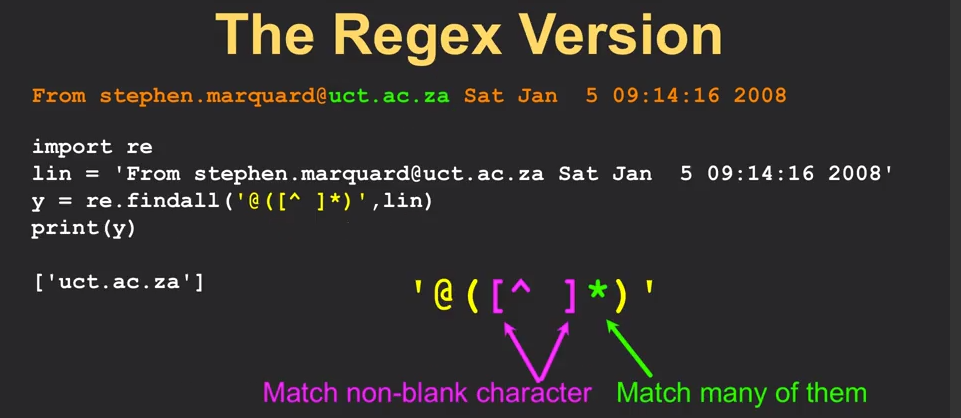 The Regex Version
From stephen.marquard@uct.ac.za Sat Jan  5 09:14:16 2008
import re
lin = 'From stephen.marquard@uct.ac.za Sat Jan  5 09:14:16 2008'
y = re.findall('@([^ ]*)',lin)
print(y)
['uct.ac.za']
'@([^ ]*)'
Match non-blank character
Match many of them